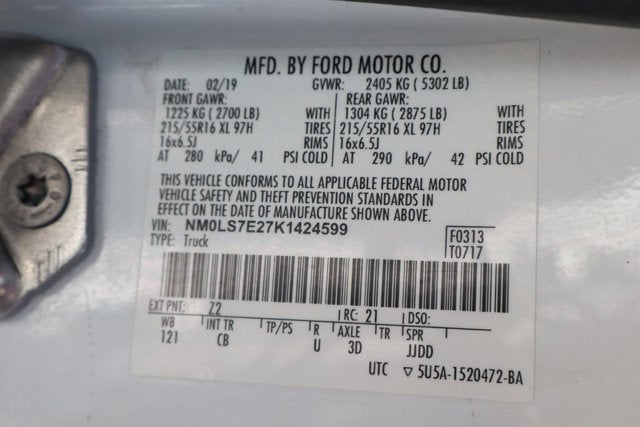 MFD. BY FORD MOTOR CO.
DATE: 02/19 GVWR: 2405 KG ( 5302 LB)
FRONT GAWR: REAR GAWR:
1225 KG ( 2700 LB) WITH 1304 KG ( 2875 LB) WITH
215/55R16 XL 97H TIRES 215/55R16 XL 97H TIRES
16x6.5J RIMS 16x6.5J RIMS
AT 280 kPa/ 41 PSI COLD AT 290 kPa/ 42 PSI COLD
THIS VEHICLE CONFORMS TO ALL APPLICABLE FEDERAL MOTOR
VEHICLE SAFETY AND THEFT PREVENTION STANDARDS IN
EFFECT ON THE DATE OF MANUFACTURE SHOWN ABOVE.
VIN: NM0LS7E27K1424599
TYPE: Truck
F0313
T0717
EXT PNT: Z2 RC: 21 DSO:
WB INT TR TP/PS R AXLE TR SPR
121 CB U 3D JJDD
UTC ▽ 5U5A-1520472-BA